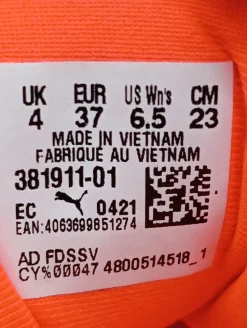 UK EUR US Wn's CM
4 37 6.5 23
MADE IN VIETNAM
FABRIQUÉ AU VIETNAM
381911-01
EC 0421
EAN:4063699851274
AD FDSSV
CY%00047 4800514518_1